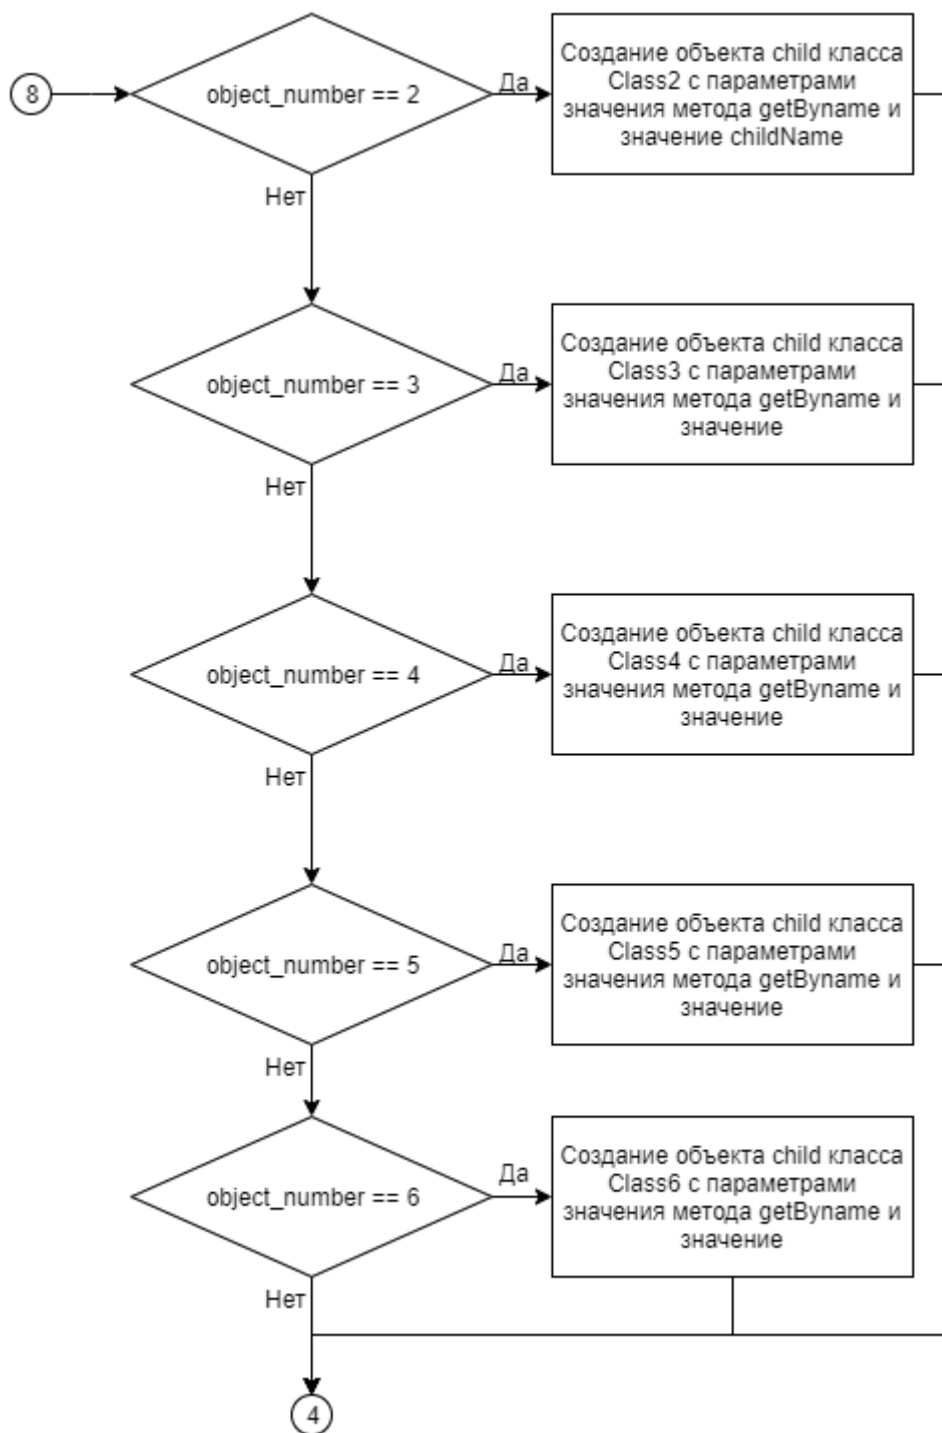 8
object_number == 2
Да
Создание объекта child класса
Class2 с параметрами
значения метода getByname и
значение childName
Нет
object_number == 3
Да
Создание объекта child класса
Class3 с параметрами
значения метода getByname и
значение
Нет
object_number == 4
Да
Создание объекта child класса
Class4 с параметрами
значения метода getByname и
значение
Нет
object_number == 5
Да
Создание объекта child класса
Class5 с параметрами
значения метода getByname и
значение
Нет
object_number == 6
Да
Создание объекта child класса
Class6 с параметрами
значения метода getByname и
значение
Нет
4